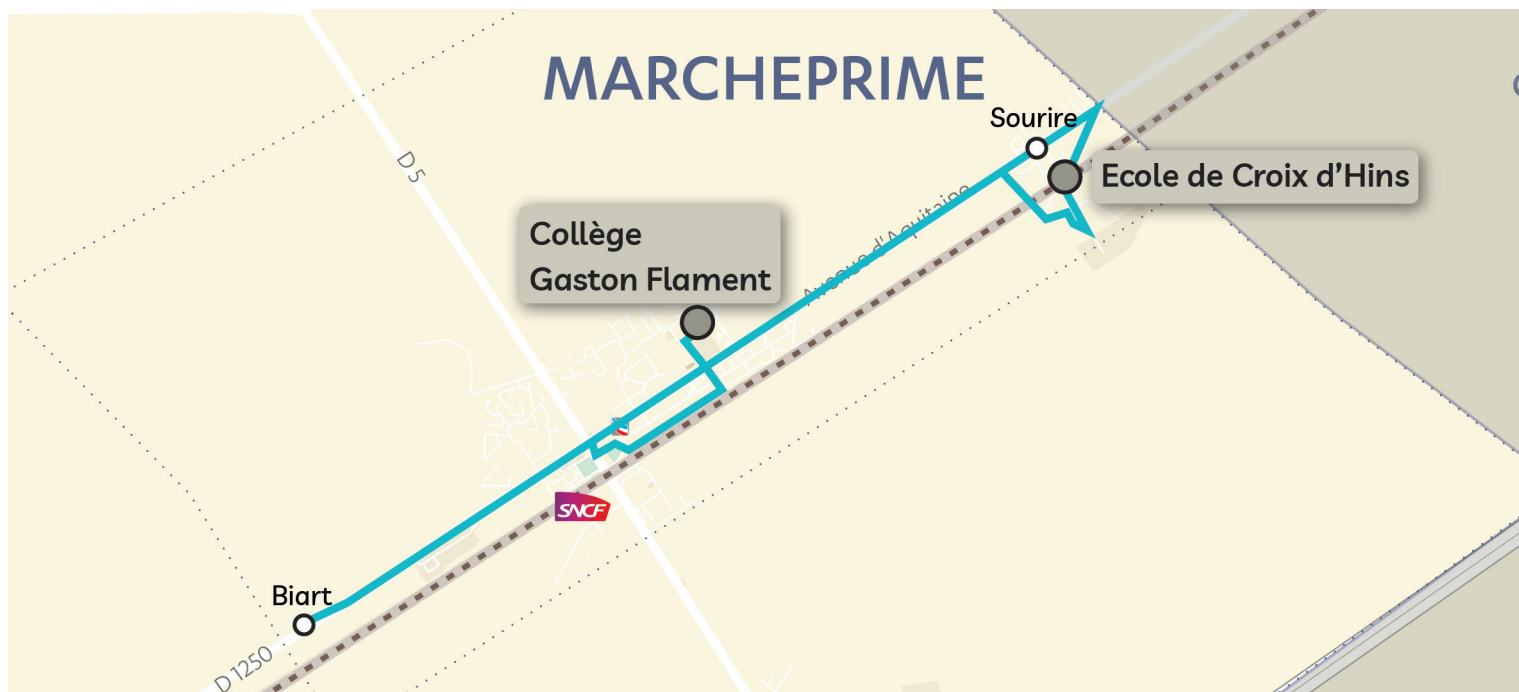 MARCHEPRIME
Sourire
D 5
Ecole de Croix d'Hins
Avenue d'Aquitaine
Collège
Gaston Flament
SNCF
Biart
D 1250